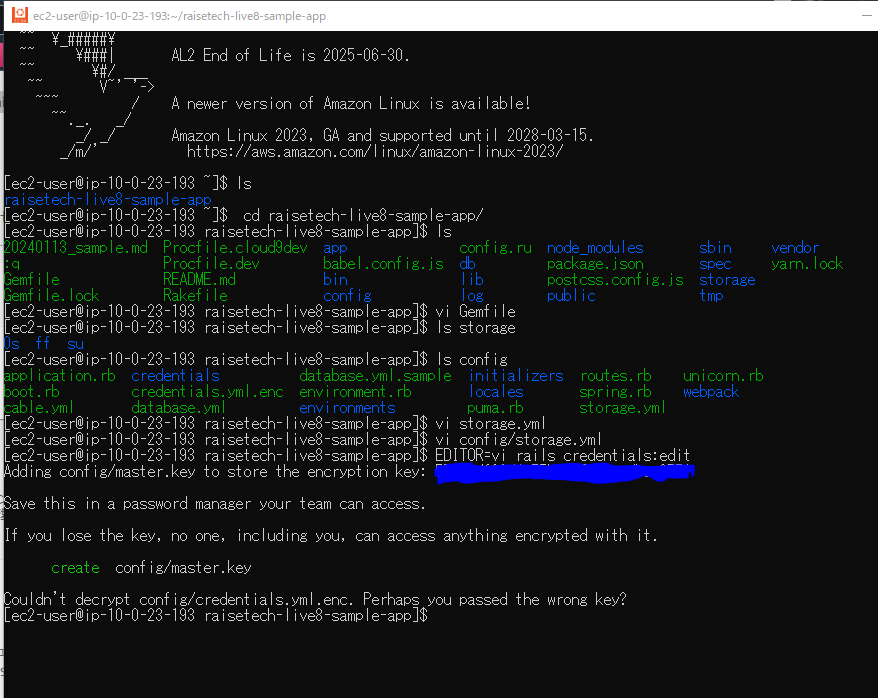 ec2-user@ip-10-0-23-193:~/raisetech-live8-sample-app
~~  ¥_#####¥
~~     ¥###|       AL2 End of Life is 2025-06-30.
~~       ¥#/ ___
~~       V~' '->
~~~         /    A newer version of Amazon Linux is available!
~~._.   _/
_/ _/       Amazon Linux 2023, GA and supported until 2028-03-15.
_/m/'           https://aws.amazon.com/linux/amazon-linux-2023/
[ec2-user@ip-10-0-23-193 ~]$ ls
raisetech-live8-sample-app
[ec2-user@ip-10-0-23-193 ~]$  cd raisetech-live8-sample-app/
[ec2-user@ip-10-0-23-193 raisetech-live8-sample-app]$ ls
20240113_sample.md  Procfile.cloud9dev  app              config.ru  node_modules       sbin     vendor
:q                  Procfile.dev        babel.config.js  db         package.json       spec     yarn.lock
Gemfile             README.md           bin              lib        postcss.config.js  storage
Gemfile.lock        Rakefile            config           log        public             tmp
[ec2-user@ip-10-0-23-193 raisetech-live8-sample-app]$ vi Gemfile
[ec2-user@ip-10-0-23-193 raisetech-live8-sample-app]$ ls storage
0s  ff  su
[ec2-user@ip-10-0-23-193 raisetech-live8-sample-app]$ ls config
application.rb  credentials          database.yml.sample  initializers  routes.rb    unicorn.rb
boot.rb         credentials.yml.enc  environment.rb       locales       spring.rb    webpack
cable.yml       database.yml         environments         puma.rb       storage.yml
[ec2-user@ip-10-0-23-193 raisetech-live8-sample-app]$ vi storage.yml
[ec2-user@ip-10-0-23-193 raisetech-live8-sample-app]$ vi config/storage.yml
[ec2-user@ip-10-0-23-193 raisetech-live8-sample-app]$ EDITOR=vi rails credentials:edit
Adding config/master.key to store the encryption key:
Save this in a password manager your team can access.
If you lose the key, no one, including you, can access anything encrypted with it.
create  config/master.key
Couldn't decrypt config/credentials.yml.enc. Perhaps you passed the wrong key?
[ec2-user@ip-10-0-23-193 raisetech-live8-sample-app]$